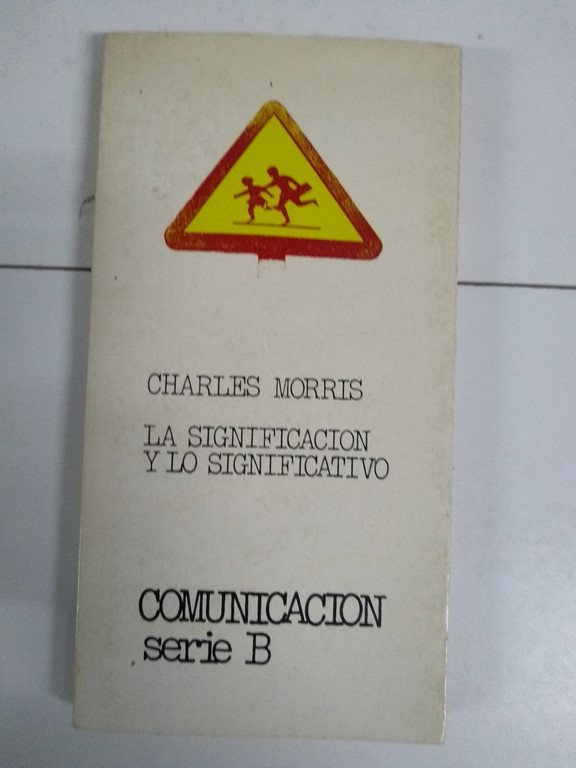 CHARLES MORRIS
LA SIGNIFICACION
Y LO SIGNIFICATIVO
COMUNICACION
serie B